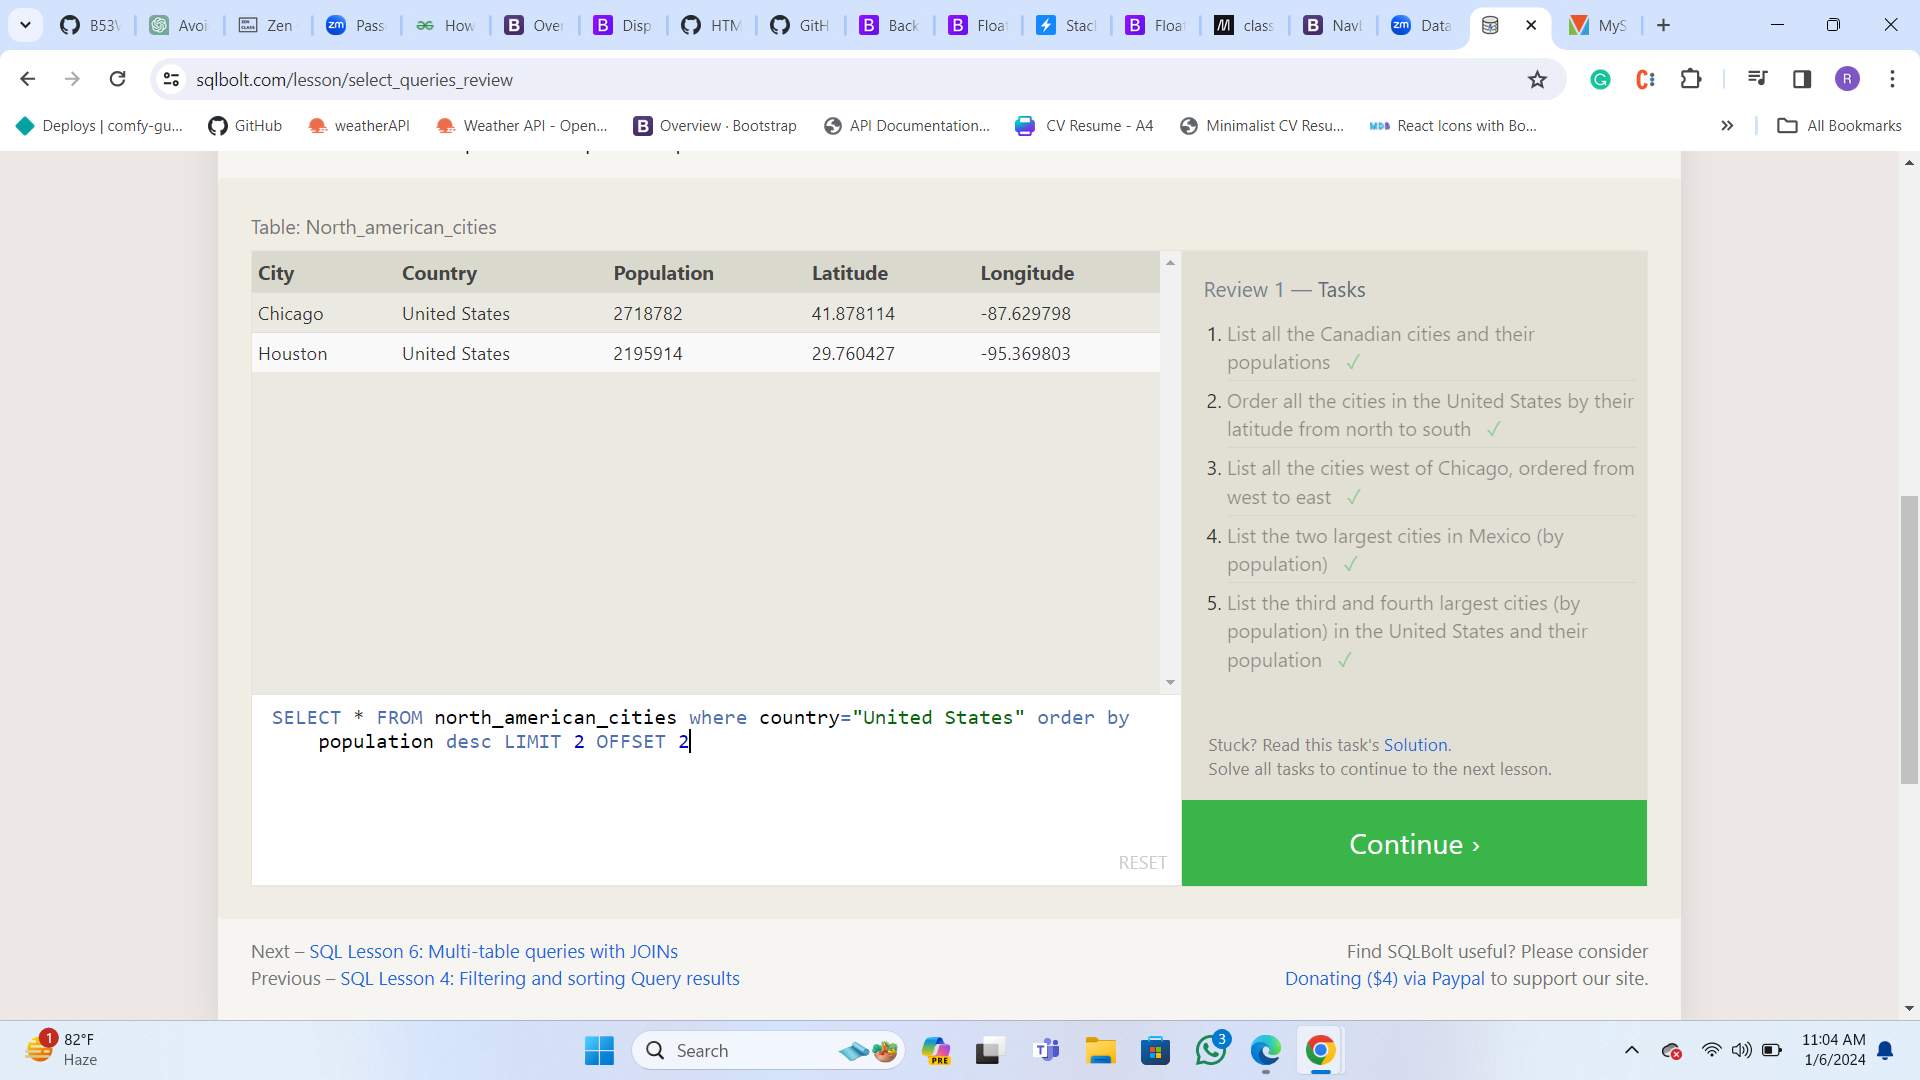 B53V
Avoi
Zen
Pass
How
Over
Disp
HTM
GitH
Back
Float
Stack
Float
class
Navb
Data
MyS
sqlbolt.com/lesson/select_queries_review
R
Deploys | comfy-gu...
GitHub
weatherAPI
Weather API - Open...
Overview · Bootstrap
API Documentation...
CV Resume - A4
Minimalist CV Resu...
React Icons with Bo...
All Bookmarks
Table: North_american_cities
City Country Population Latitude Longitude
Chicago United States 2718782 41.878114 -87.629798
Houston United States 2195914 29.760427 -95.369803
Review 1 — Tasks
1. List all the Canadian cities and their
populations ✓
2. Order all the cities in the United States by their
latitude from north to south ✓
3. List all the cities west of Chicago, ordered from
west to east ✓
4. List the two largest cities in Mexico (by
population) ✓
5. List the third and fourth largest cities (by
population) in the United States and their
population ✓
Stuck? Read this task's Solution.
Solve all tasks to continue to the next lesson.
Continue ›
SELECT * FROM north_american_cities where country="United States" order by
population desc LIMIT 2 OFFSET 2
RESET
Next – SQL Lesson 6: Multi-table queries with JOINs
Previous – SQL Lesson 4: Filtering and sorting Query results
Find SQLBolt useful? Please consider
Donating ($4) via Paypal to support our site.
1
82°F
Haze
Search
PRE
3
11:04 AM
1/6/2024